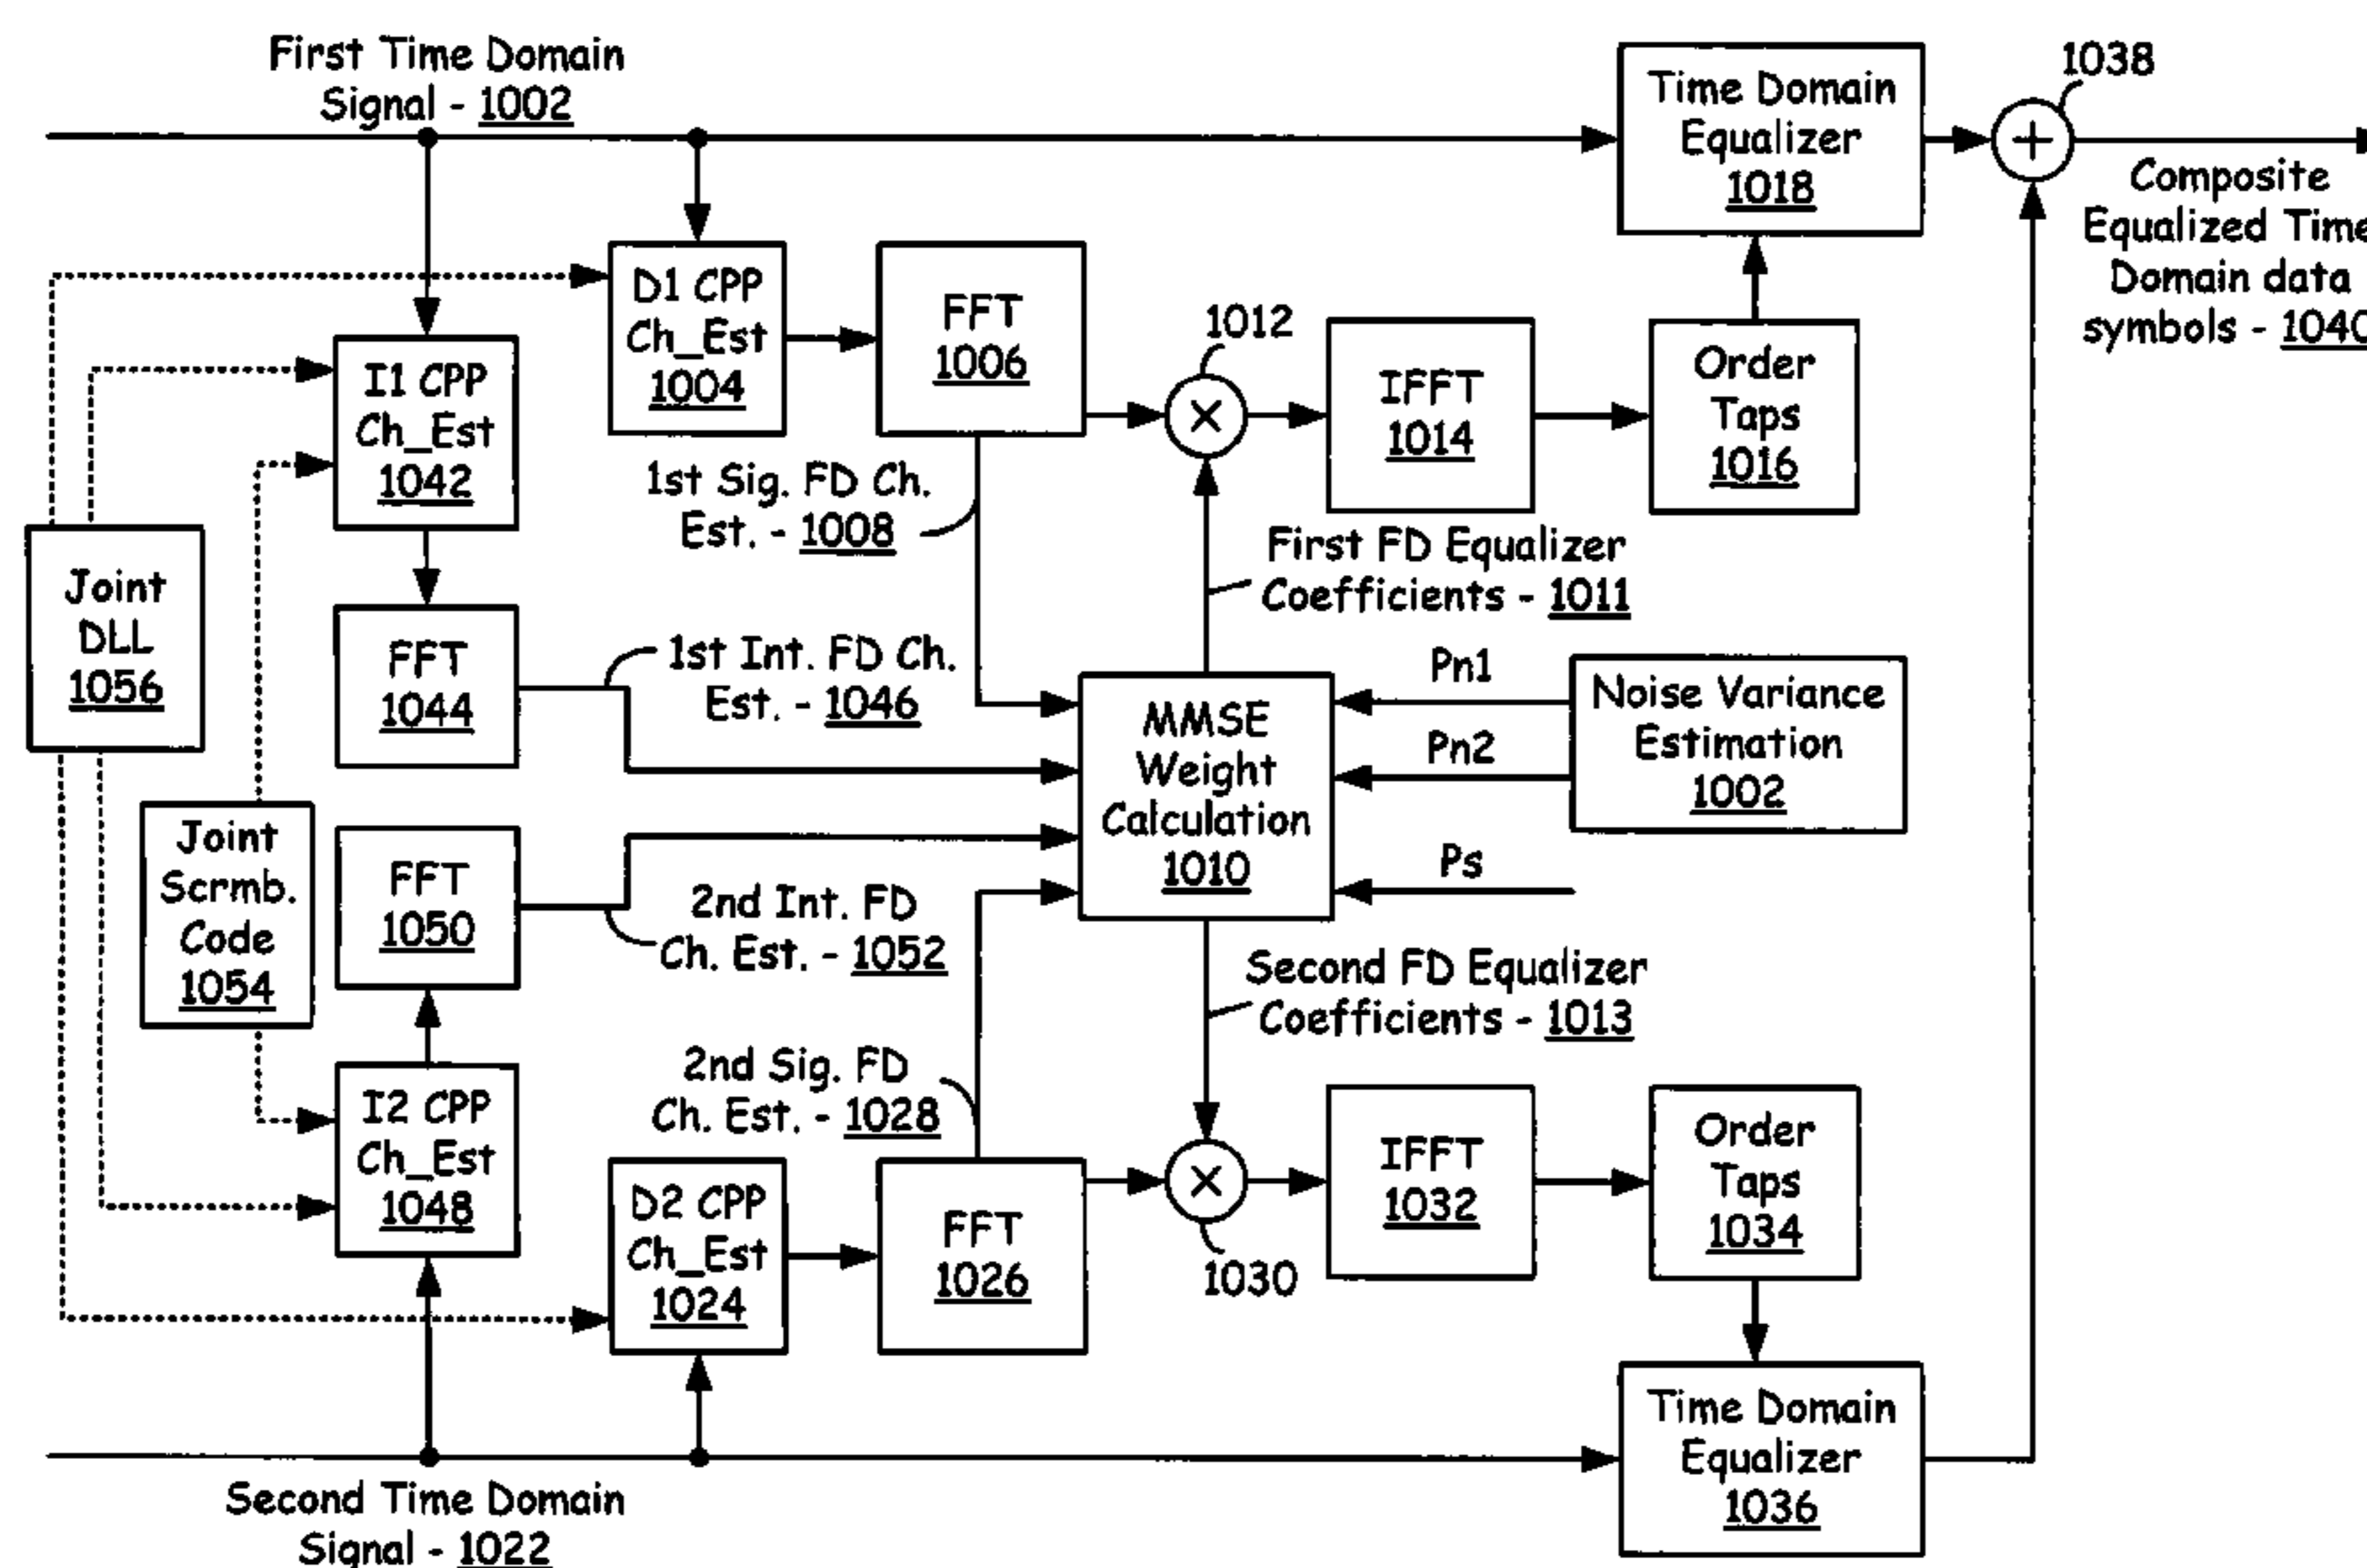 First Time Domain
Signal - 1002
Time Domain
Equalizer
1018
1038
+
Composite
Equalized Time
Domain data
symbols - 1040
D1 CPP
Ch_Est
1004
FFT
1006
1012
×
IFFT
1014
Order
Taps
1016
I1 CPP
Ch_Est
1042
1st Sig. FD Ch.
Est. - 1008
First FD Equalizer
Coefficients - 1011
Joint
DLL
1056
FFT
1044
1st Int. FD Ch.
Est. - 1046
MMSE
Weight
Calculation
1010
Pn1
Pn2
Ps
Noise Variance
Estimation
1002
Joint
Scrmb.
Code
1054
FFT
1050
2nd Int. FD
Ch. Est. - 1052
Second FD Equalizer
Coefficients - 1013
2nd Sig. FD
Ch. Est. - 1028
I2 CPP
Ch_Est
1048
D2 CPP
Ch_Est
1024
FFT
1026
×
1030
IFFT
1032
Order
Taps
1034
Time Domain
Equalizer
1036
Second Time Domain
Signal - 1022